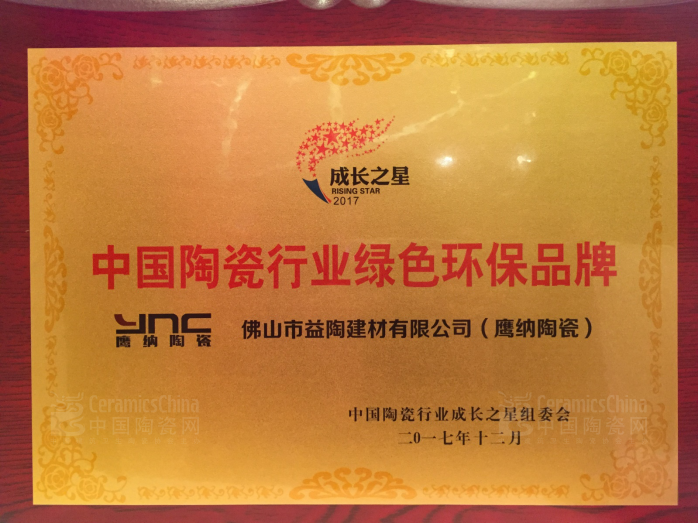 成长之星
RISING STAR
2017
中国陶瓷行业绿色环保品牌
YNC
鹰纳陶瓷
佛山市益陶建材有限公司（鹰纳陶瓷）
CeramicsChina
中国陶瓷网
CeramicsChina
中国陶瓷网
中国陶瓷行业成长之星组委会
二0一七年十二月